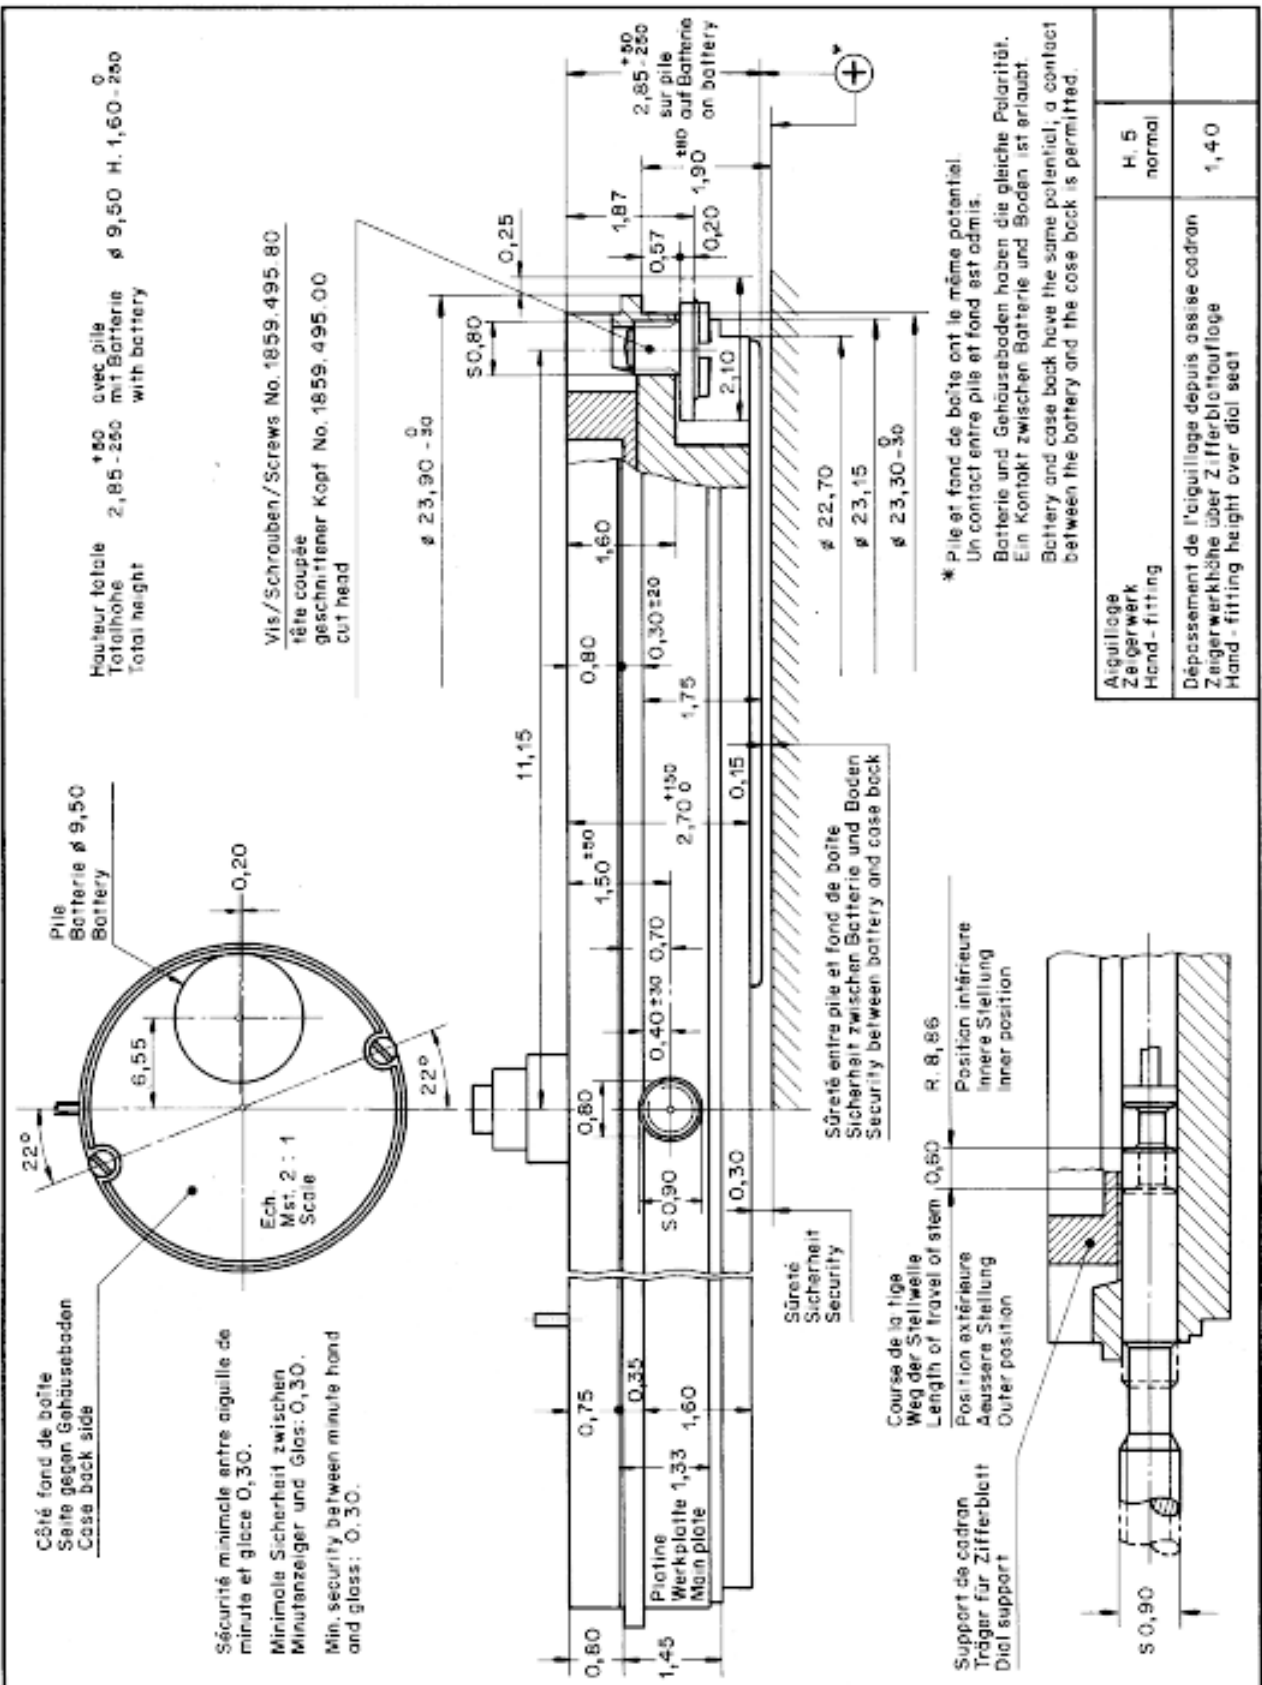 Côté fond de boîte
Seite gegen Gehäuseboden
Case back side
Pile
Batterie ø 9,50
Battery
Hauteur totale 2,85 +50 -250 avec pile ø 9,50 H. 1,60 0 -250
Totalhöhe mit Batterie
Total height with battery
22°
6,55
0,20
22°
Ech.
Mst. 2 : 1
Scale
Sécurité minimale entre aiguille de
minute et glace 0,30.
Minimale Sicherheit zwischen
Minutenzeiger und Glas: 0,30.
Min. security between minute hand
and glass: 0.30.
Vis/Schrauben/Screws No. 1859.495.80
tête coupée
geschnittener Kopf No. 1859.495.00
cut head
ø 23,90 0 -30
11,15
S 0,80
0,25
1,87
2,85 +50 -250
sur pile
auf Batterie
on battery
0,57
0,20
1,90 ±80
2,10
+ *
0,75
0,35
1,60
Platine
Werkplatte 1,33
Main plate
0,80
1,45
0,80
S 0,90
0,40 ±30
0,70
1,50 ±50
2,70 +150 0
0,15
0,30
0,80
0,30 ±20
1,75
1,60
ø 22,70
ø 23,15
ø 23,30 0 -30
Sûreté
Sicherheit
Security
Sûreté entre pile et fond de boîte
Sicherheit zwischen Batterie und Boden
Security between battery and case back
* Pile et fond de boîte ont le même potentiel.
Un contact entre pile et fond est admis.
Batterie und Gehäuseboden haben die gleiche Polarität.
Ein Kontakt zwischen Batterie und Boden ist erlaubt.
Battery and case back have the same potential; a contact
between the battery and the case back is permitted.
Course de la tige
Weg der Stellwelle
Length of travel of stem 0,60
R. 8,86
Position extérieure
Aeussere Stellung
Outer position
Position intérieure
Innere Stellung
Inner position
Support de cadran
Träger für Zifferblatt
Dial support
S 0,90
Aiguillage
Zeigerwerk
Hand-fitting
H. 5
normal
Dépassement de l'aiguillage depuis assise cadran
Zeigerwerkhöhe über Zifferblattauflage
Hand-fitting height over dial seat
1,40